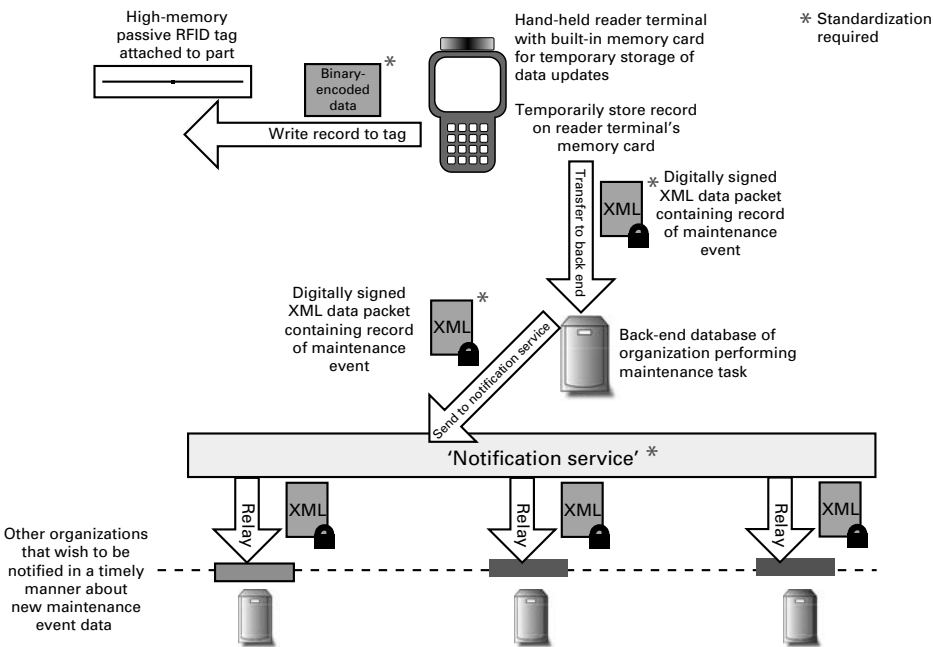 High-memory
passive RFID tag
attached to part
Binary-
encoded
data
*
Write record to tag
Hand-held reader terminal
with built-in memory card
for temporary storage of
data updates
* Standardization
required
Temporarily store record
on reader terminal's
memory card
Transfer to back end
XML
* Digitally signed
XML data packet
containing record
of maintenance
event
Digitally signed
XML data packet
containing record
of maintenance
event
XML
*
Send to notification service
Back-end database of
organization performing
maintenance task
'Notification service' *
Relay
XML
Relay
XML
Relay
XML
Other organizations
that wish to be
notified in a timely
manner about
new maintenance
event data